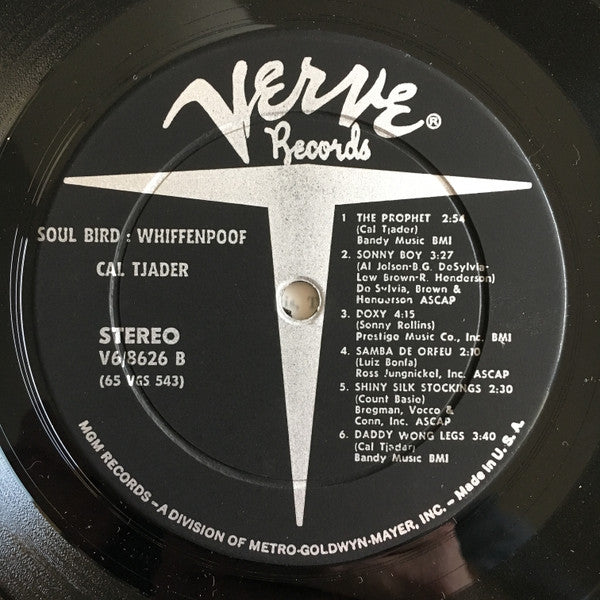 VERVE®
Records
SOUL BIRD: WHIFFENPOOF
CAL TJADER
STEREO
V6/8626 B
(65 VGS 543)
1 THE PROPHET 2:54
(Cal Tjader)
Bandy Music BMI
2. SONNY BOY 3:27
(Al Jolson-B.G. DeSylvia-
Lew Brown-R. Henderson)
De Sylvia, Brown &
Henderson ASCAP
3. DOXY 4:15
(Sonny Rollins)
Prestige Music Co., Inc. BMI
4. SAMBA DE ORFEU 2:10
(Luiz Bonfa)
Ross Jungnickel, Inc. ASCAP
5. SHINY SILK STOCKINGS 2:30
(Count Basie)
Bregman, Vocco &
Conn, Inc. ASCAP
6. DADDY WONG LEGS 3:40
(Cal Tjader)
Bandy Music BMI
MGM RECORDS – A DIVISION OF METRO-GOLDWYN-MAYER, INC. – Made in U.S.A.